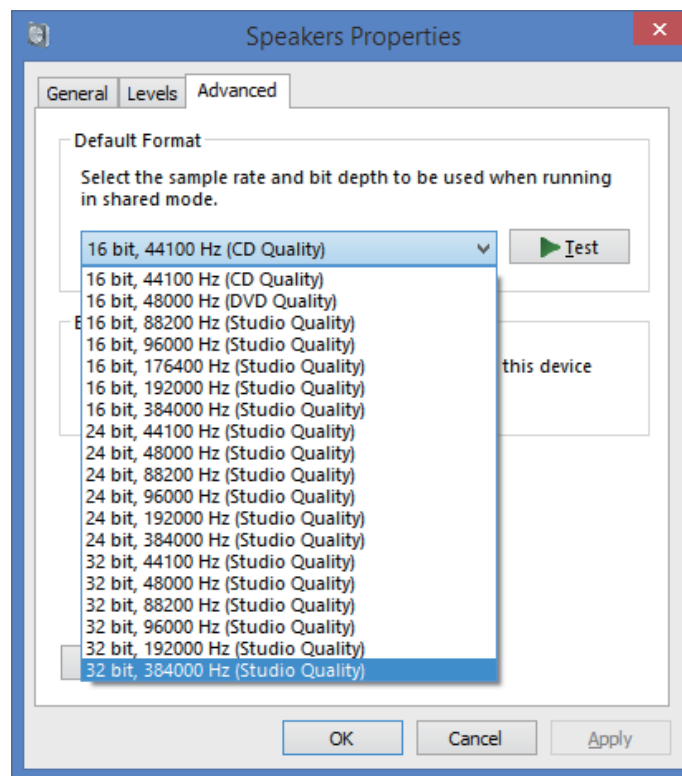 Speakers Properties
General Levels Advanced
Default Format
Select the sample rate and bit depth to be used when running
in shared mode.
16 bit, 44100 Hz (CD Quality)
Test
16 bit, 44100 Hz (CD Quality)
16 bit, 48000 Hz (DVD Quality)
16 bit, 88200 Hz (Studio Quality)
16 bit, 96000 Hz (Studio Quality)
16 bit, 176400 Hz (Studio Quality)
this device
16 bit, 192000 Hz (Studio Quality)
16 bit, 384000 Hz (Studio Quality)
24 bit, 44100 Hz (Studio Quality)
24 bit, 48000 Hz (Studio Quality)
24 bit, 88200 Hz (Studio Quality)
24 bit, 96000 Hz (Studio Quality)
24 bit, 192000 Hz (Studio Quality)
24 bit, 384000 Hz (Studio Quality)
32 bit, 44100 Hz (Studio Quality)
32 bit, 48000 Hz (Studio Quality)
32 bit, 88200 Hz (Studio Quality)
32 bit, 96000 Hz (Studio Quality)
32 bit, 192000 Hz (Studio Quality)
32 bit, 384000 Hz (Studio Quality)
OK Cancel Apply